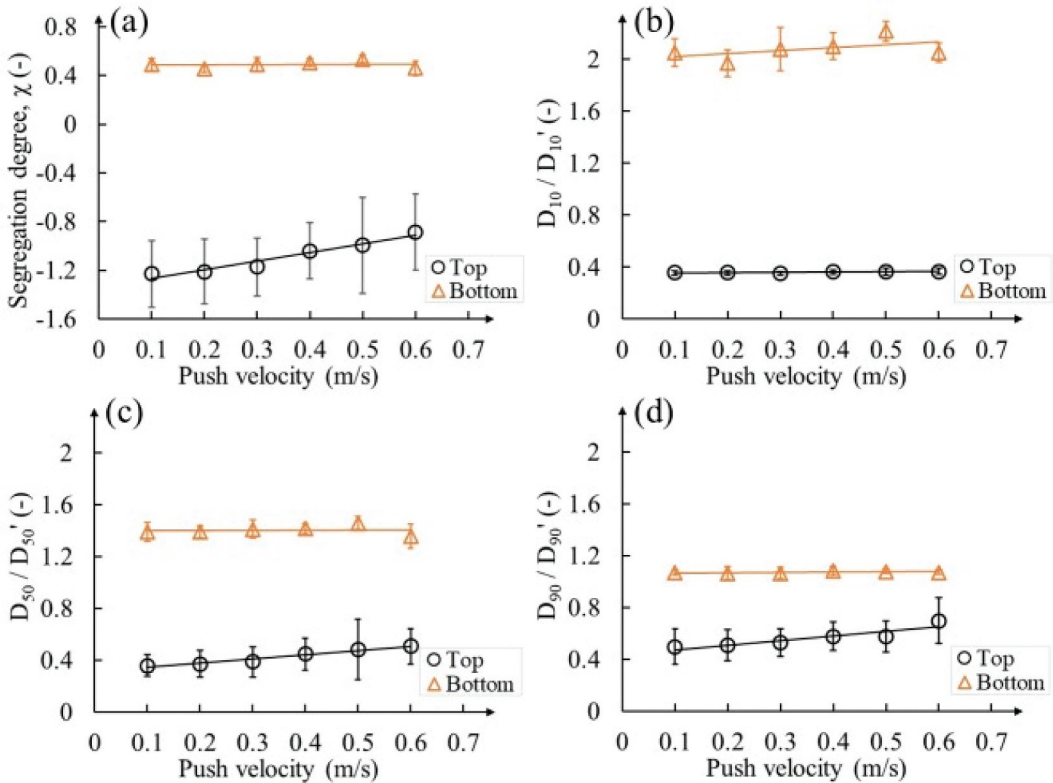 (a)
0.8
0.4
0
-0.4
-0.8
-1.2
-1.6
Segregation degree, χ (-)
Top
Bottom
0 0.1 0.2 0.3 0.4 0.5 0.6 0.7
Push velocity (m/s)
(b)
2
1.6
1.2
0.8
0.4
0
D10 / D10' (-)
Top
Bottom
0 0.1 0.2 0.3 0.4 0.5 0.6 0.7
Push velocity (m/s)
(c)
2
1.6
1.2
0.8
0.4
0
D50 / D50' (-)
Top
Bottom
0 0.1 0.2 0.3 0.4 0.5 0.6 0.7
Push velocity (m/s)
(d)
2
1.6
1.2
0.8
0.4
0
D90 / D90' (-)
Top
Bottom
0 0.1 0.2 0.3 0.4 0.5 0.6 0.7
Push velocity (m/s)